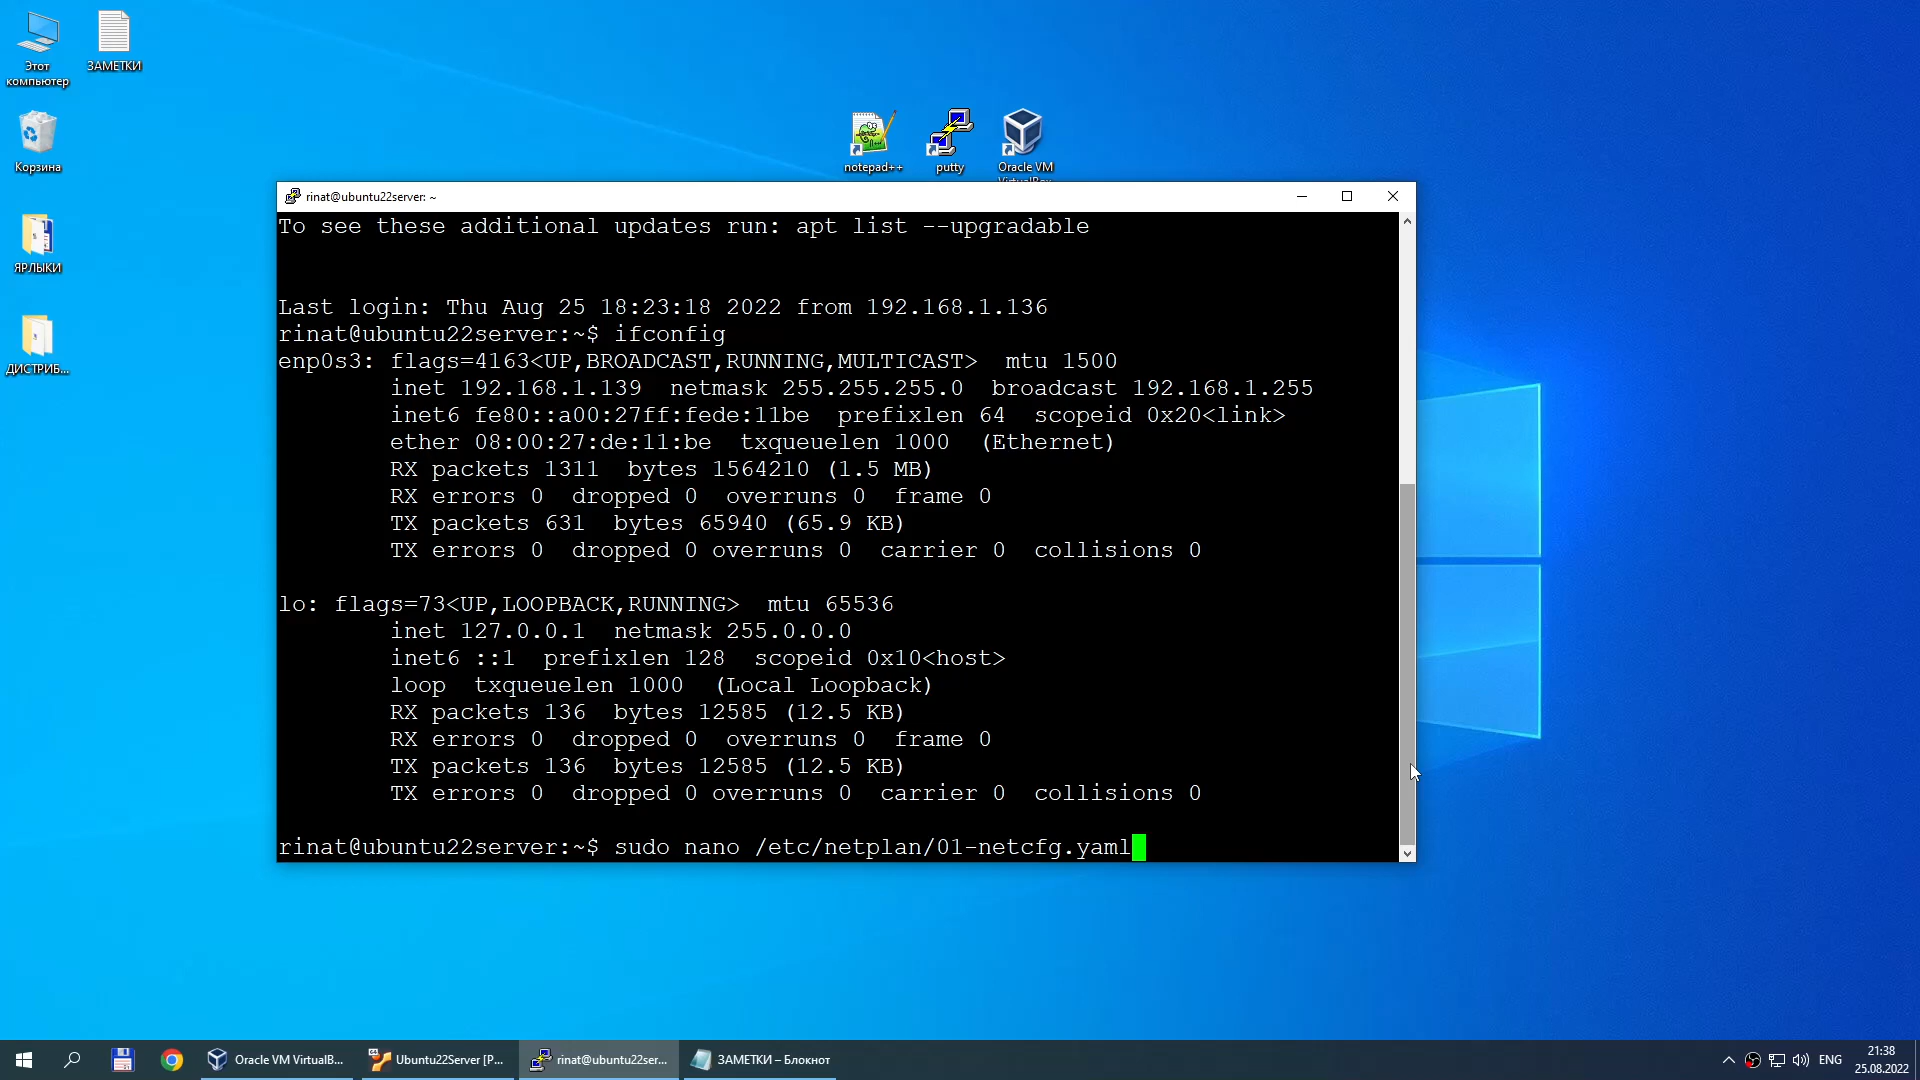 Этот
компьютер
ЗАМЕТКИ
Корзина
ЯРЛЫКИ
ДИСТРИБ...
notepad++
putty
Oracle VM
VirtualBox
rinat@ubuntu22server: ~
To see these additional updates run: apt list --upgradable
Last login: Thu Aug 25 18:23:18 2022 from 192.168.1.136
rinat@ubuntu22server:~$ ifconfig
enp0s3: flags=4163<UP,BROADCAST,RUNNING,MULTICAST>  mtu 1500
        inet 192.168.1.139  netmask 255.255.255.0  broadcast 192.168.1.255
        inet6 fe80::a00:27ff:fede:11be  prefixlen 64  scopeid 0x20<link>
        ether 08:00:27:de:11:be  txqueuelen 1000  (Ethernet)
        RX packets 1311  bytes 1564210 (1.5 MB)
        RX errors 0  dropped 0  overruns 0  frame 0
        TX packets 631  bytes 65940 (65.9 KB)
        TX errors 0  dropped 0 overruns 0  carrier 0  collisions 0
lo: flags=73<UP,LOOPBACK,RUNNING>  mtu 65536
        inet 127.0.0.1  netmask 255.0.0.0
        inet6 ::1  prefixlen 128  scopeid 0x10<host>
        loop  txqueuelen 1000  (Local Loopback)
        RX packets 136  bytes 12585 (12.5 KB)
        RX errors 0  dropped 0  overruns 0  frame 0
        TX packets 136  bytes 12585 (12.5 KB)
        TX errors 0  dropped 0 overruns 0  carrier 0  collisions 0
rinat@ubuntu22server:~$ sudo nano /etc/netplan/01-netcfg.yaml
Oracle VM VirtualB...
Ubuntu22Server [P...
rinat@ubuntu22ser...
ЗАМЕТКИ – Блокнот
ENG
21:38
25.08.2022